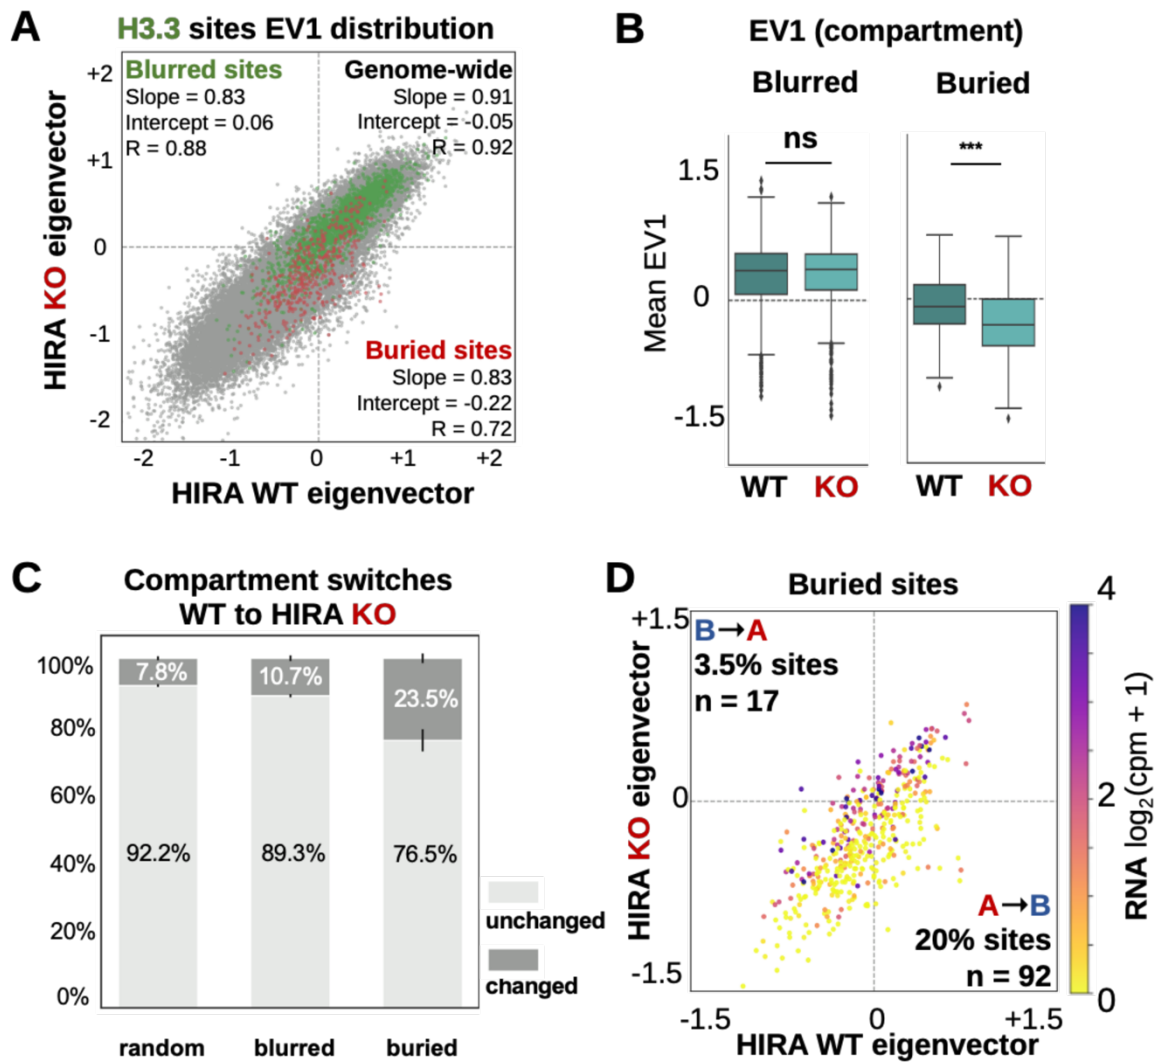 A
H3.3 sites EV1 distribution
Blurred sites
Slope = 0.83
Intercept = 0.06
R = 0.88
Genome-wide
Slope = 0.91
Intercept = -0.05
R = 0.92
Buried sites
Slope = 0.83
Intercept = -0.22
R = 0.72
HIRA KO eigenvector
+2
+1
0
-1
-2
-2 -1 0 +1 +2
HIRA WT eigenvector
B
EV1 (compartment)
Blurred Buried
ns
***
Mean EV1
1.5
0
-1.5
WT KO WT KO
C
Compartment switches
WT to HIRA KO
100%
80%
60%
40%
20%
0%
7.8% 10.7% 23.5%
92.2% 89.3% 76.5%
random blurred buried
unchanged
changed
D
Buried sites
B→A
3.5% sites
n = 17
A→B
20% sites
n = 92
HIRA KO eigenvector
+1.5
0
-1.5
-1.5 0 +1.5
HIRA WT eigenvector
4
2
0
RNA log2(cpm + 1)